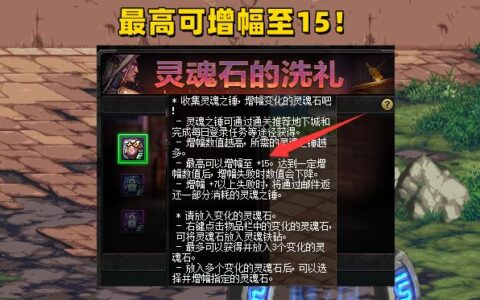 最高可增幅至15！
灵魂石的洗礼
* 收集灵魂之锤，增幅变化的灵魂石吧
！
- 灵魂之锤可通过通关推荐地下城和
完成每日登录任务等途径获得。
- 增幅数值越高，所需的灵魂之锤越
多。
- 最高可以增幅至 +15。达到一定增
幅数值后，增幅失败时数值会下降。
- 增幅 +7以上失败时，将通过邮件返
还一部分消耗的灵魂之锤。
* 请放入变化的灵魂石。
- 右键点击物品栏中的变化的灵魂石，
可将灵魂石放入灵魂铁砧。
- 最多可以获得并放入3个变化的灵
魂石。
- 放入多个变化的灵魂石后，可以选
择并增幅指定的灵魂石。